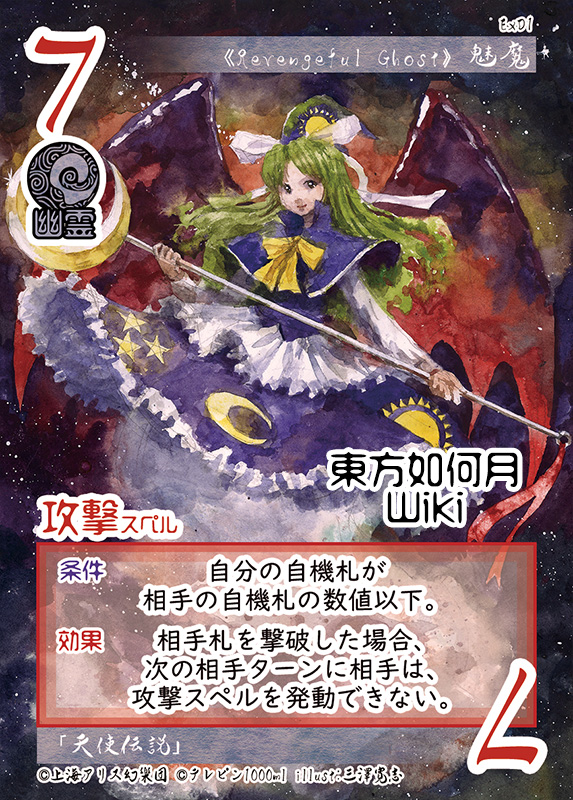 ExD1
7
《Revengeful Ghost》 魅魔
幽霊
東方如何月
Wiki
攻撃スペル
条件 自分の自機札が
相手の自機札の数値以下。
効果 相手札を撃破した場合、
次の相手ターンに相手は、
攻撃スペルを発動できない。
「天使伝説」
7
©上海アリス幻樂団 ©テレピン1000ml illust:三澤寛志